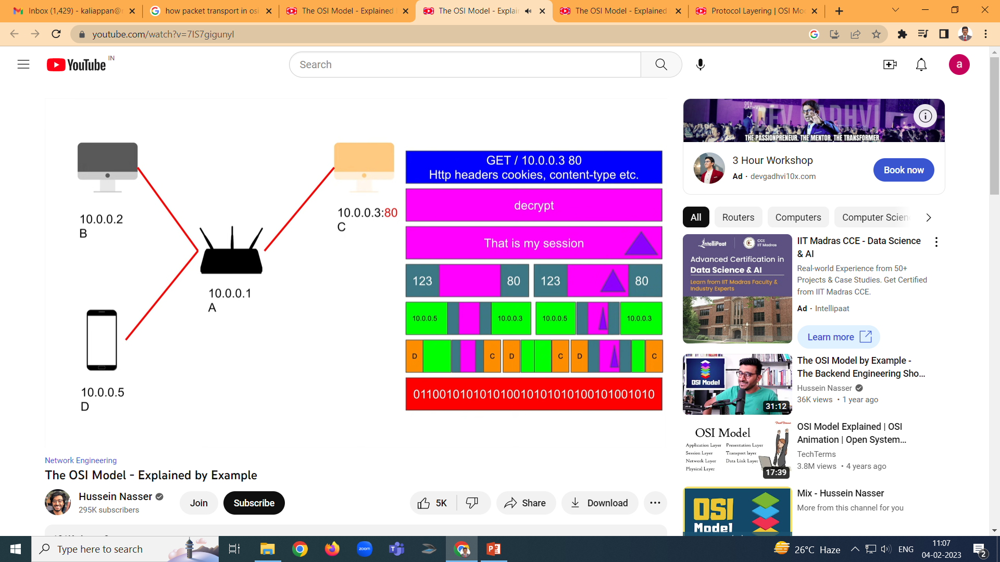 Inbox (1,429) - kaliappan@
how packet transport in osi
The OSI Model - Explained
The OSI Model - Explain
The OSI Model - Explained
Protocol Layering | OSI Mo
youtube.com/watch?v=7IS7gigunyI
YouTube IN
Search
a
10.0.0.2
B
10.0.0.3:80
C
10.0.0.1
A
10.0.0.5
D
GET / 10.0.0.3 80
Http headers cookies, content-type etc.
decrypt
That is my session
123 80 123 80
10.0.0.5 10.0.0.3 10.0.0.5 10.0.0.3
D C D C D C
0110010101010100101010101001010010​10
Network Engineering
The OSI Model - Explained by Example
Hussein Nasser
295K subscribers
Join
Subscribe
5K
Share
Download
DEV
GADHVI
DEV GADHVI
THE PASSIONPRENEUR. THE MENTOR. THE TRANSFORMER.
3 Hour Workshop
Ad · devgadhvi10x.com
Book now
All Routers Computers Computer Scien
IntelliPaat CCE
IIT Madras
Advanced Certification in
Data Science & AI
Learn from IIT Madras Faculty &
Industry Experts
IIT Madras CCE - Data Science
& AI
Real-world Experience from 50+
Projects & Case Studies. Get Certified
from IIT Madras CCE.
Ad · Intellipaat
Learn more
OSI Model
31:12
The OSI Model by Example -
The Backend Engineering Sho...
Hussein Nasser
36K views • 1 year ago
TechTerms
OSI Model
Application Layer Presentation Layer
Session Layer Transport layer
Network Layer Data Link Layer
Physical Layer
17:39
OSI Model Explained | OSI
Animation | Open System...
TechTerms
3.8M views • 4 years ago
OSI
Model
Mix - Hussein Nasser
More from this channel for you
Type here to search
zoom
26°C Haze
ENG
11:07
04-02-2023
2